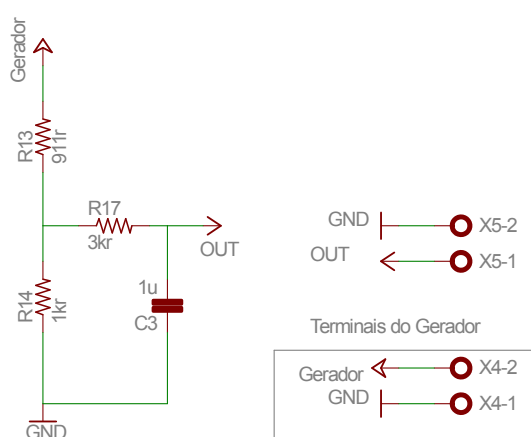 Gerador
R13
911r
R17
3kr
OUT
R14
1kr
1u
C3
GND
GND X5-2
OUT X5-1
Terminais do Gerador
Gerador X4-2
GND X4-1